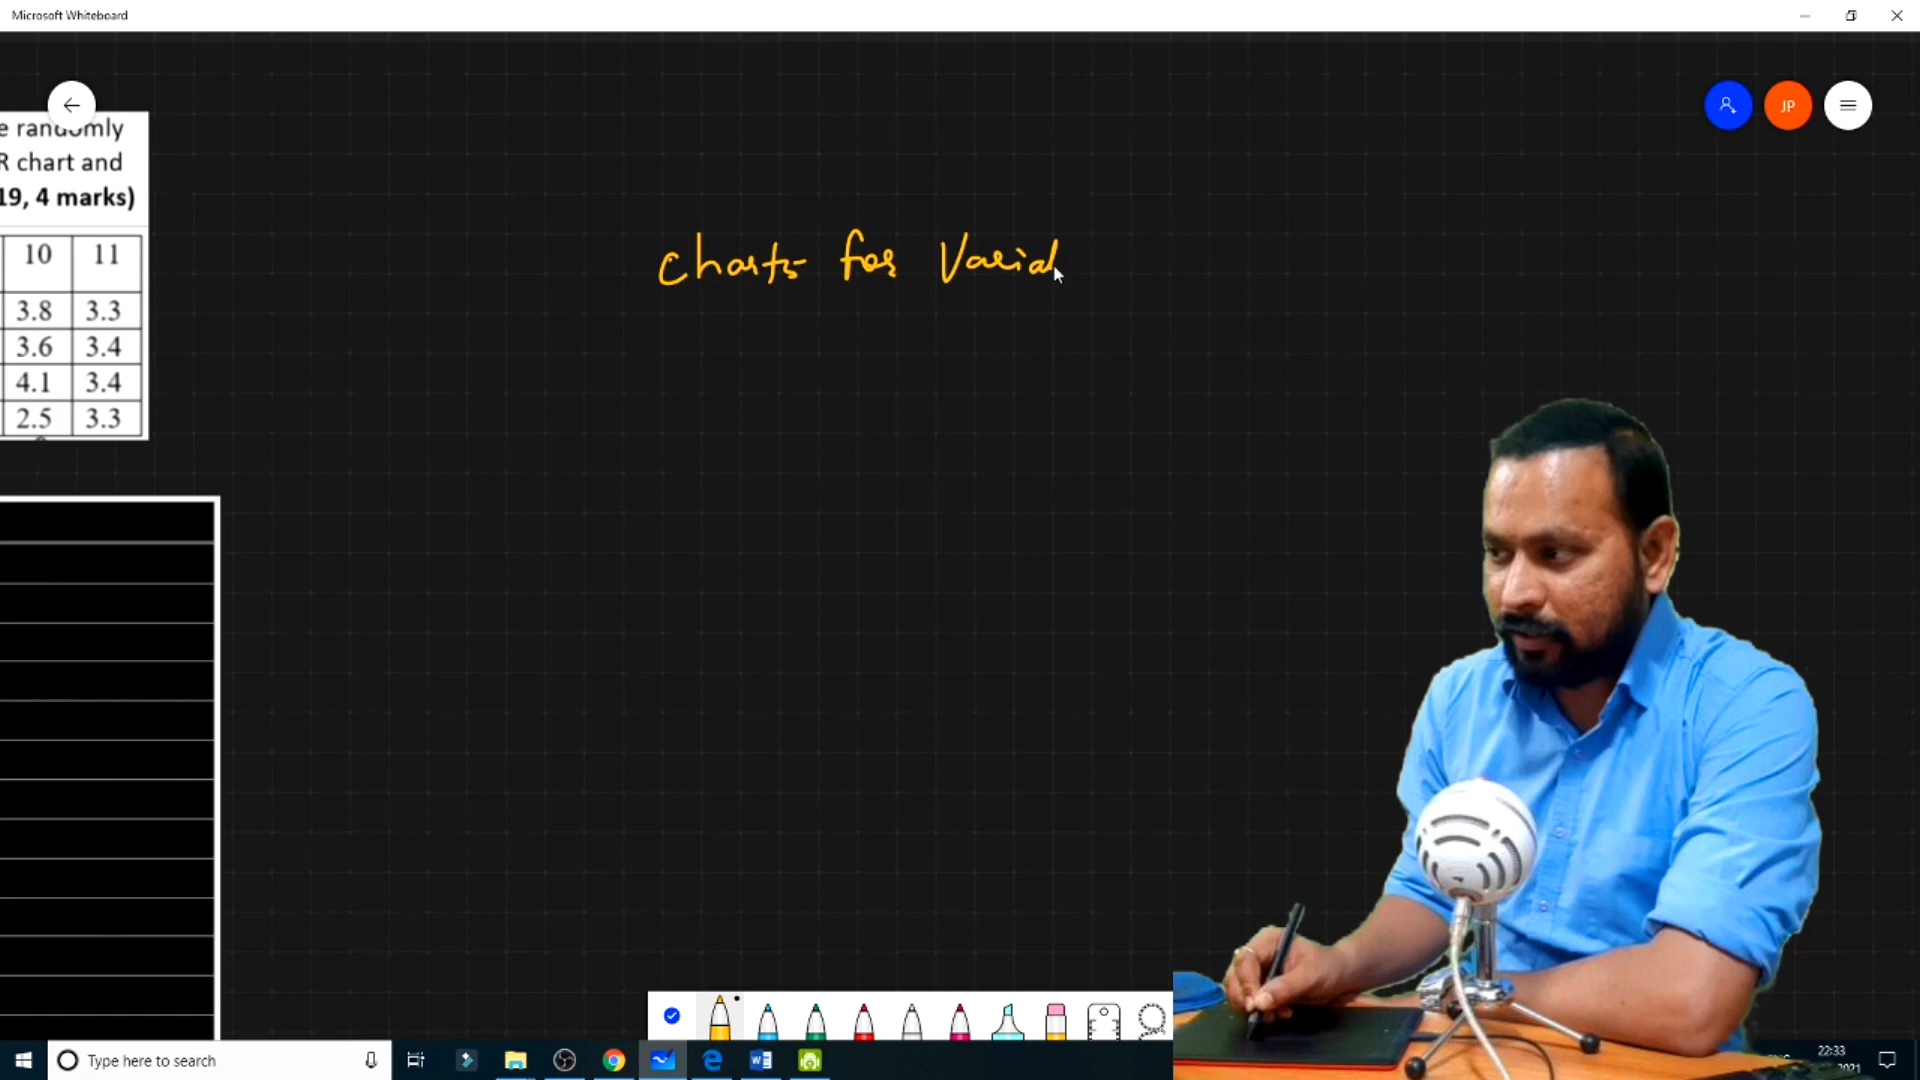 Microsoft Whiteboard
JP
e randomly
R chart and
19, 4 marks)
10 11
3.8 3.3
3.6 3.4
4.1 3.4
2.5 3.3
Charts for Variab
Type here to search
22:33
2021